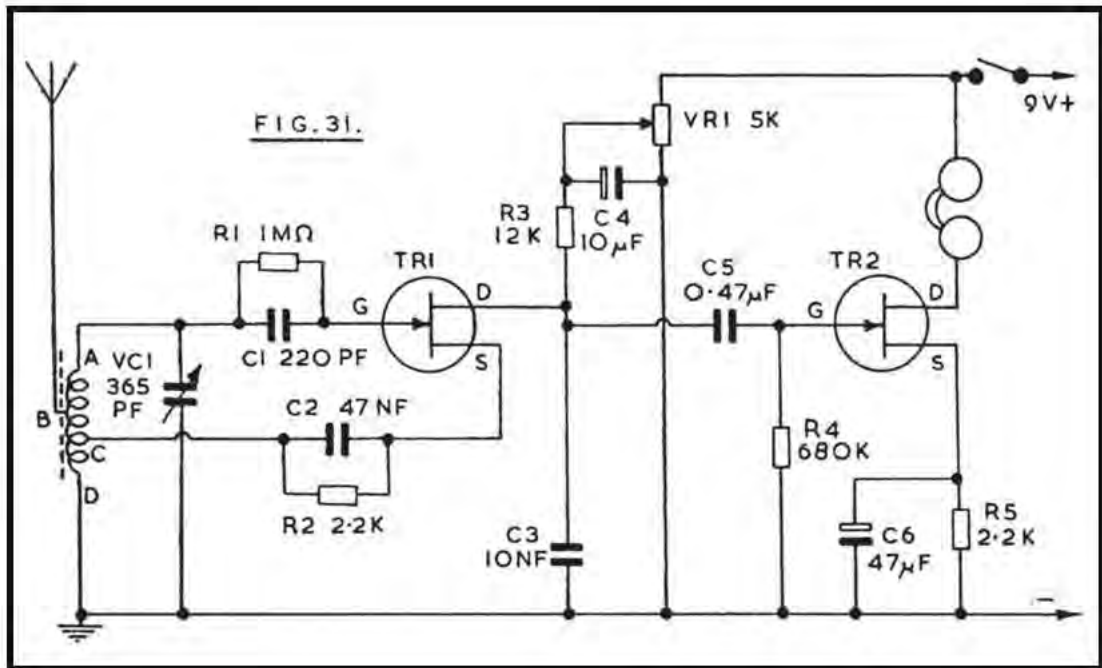 FIG.31.
9V+
VR1 5K
R3
12K
C4
10µF
R1 1MΩ
TR1
C5
0·47µF
TR2
G
D
S
G
D
S
A
VC1
365
PF
C1 220 PF
B
C
D
C2 47 NF
R2 2·2K
R4
680K
C3
10NF
C6
47µF
R5
2·2K
−